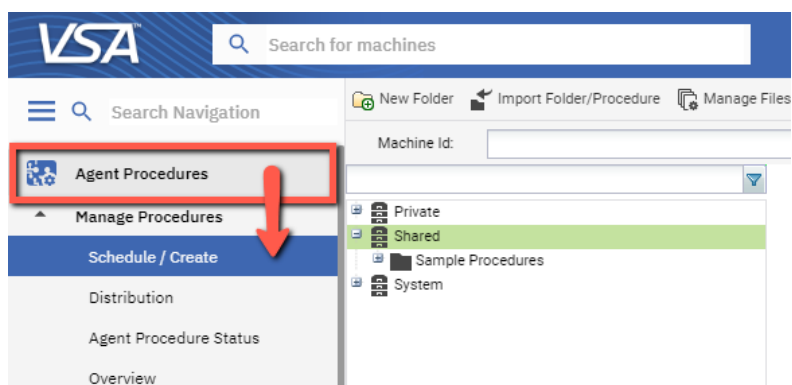 VSA™
Search for machines
Search Navigation
New Folder Import Folder/Procedure Manage Files
Machine Id:
Agent Procedures
Manage Procedures
Schedule / Create
Distribution
Agent Procedure Status
Overview
Private
Shared
Sample Procedures
System